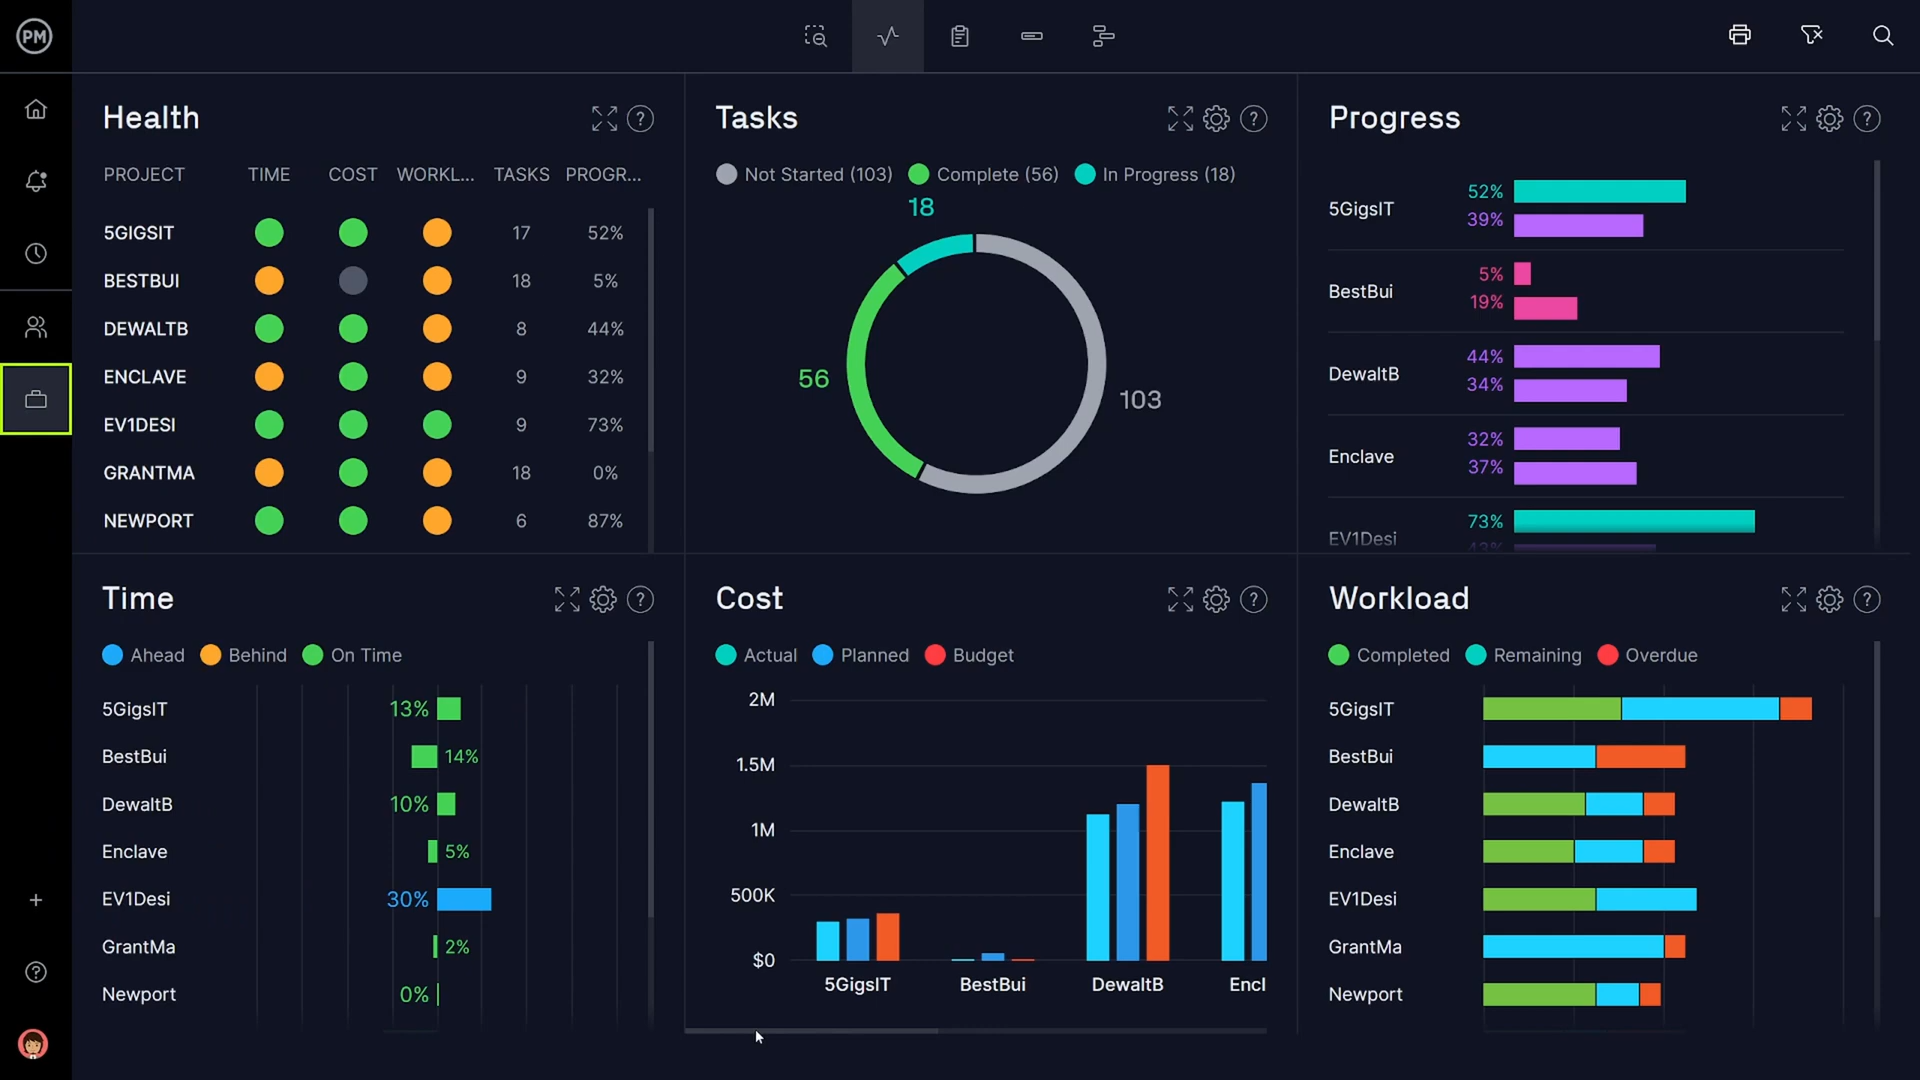 PM
Health
PROJECT TIME COST WORKL... TASKS PROGR...
5GIGSIT 17 52%
BESTBUI 18 5%
DEWALTB 8 44%
ENCLAVE 9 32%
EV1DESI 9 73%
GRANTMA 18 0%
NEWPORT 6 87%
Tasks
Not Started (103) Complete (56) In Progress (18)
18
56
103
Progress
5GigsIT 52% 39%
BestBui 5% 19%
DewaltB 44% 34%
Enclave 32% 37%
EV1Desi 73% 43%
Time
Ahead Behind On Time
5GigsIT 13%
BestBui 14%
DewaltB 10%
Enclave 5%
EV1Desi 30%
GrantMa 2%
Newport 0%
Cost
Actual Planned Budget
2M
1.5M
1M
500K
$0
5GigsIT BestBui DewaltB Encl
Workload
Completed Remaining Overdue
5GigsIT
BestBui
DewaltB
Enclave
EV1Desi
GrantMa
Newport